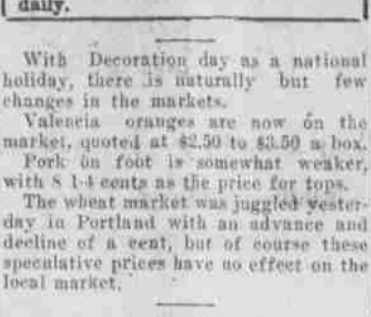 daily.
With Decoration day as a national
holiday, there is naturally but few
changes in the markets.
Valencia oranges are now on the
market, quoted at $2.50 to $3.50 a box.
Pork on foot is somewhat weaker,
with 8 1-4 cents as the price for tops.
The wheat market was juggled yester-
day in Portland with an advance and
decline of a cent, but of course these
speculative prices have no effect on the
local market.